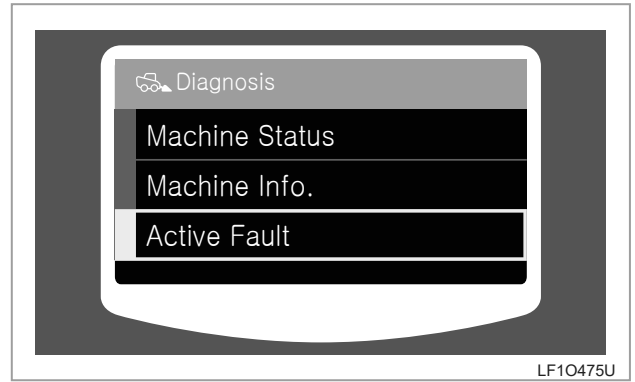 Diagnosis
Machine Status
Machine Info.
Active Fault
LF1O475U